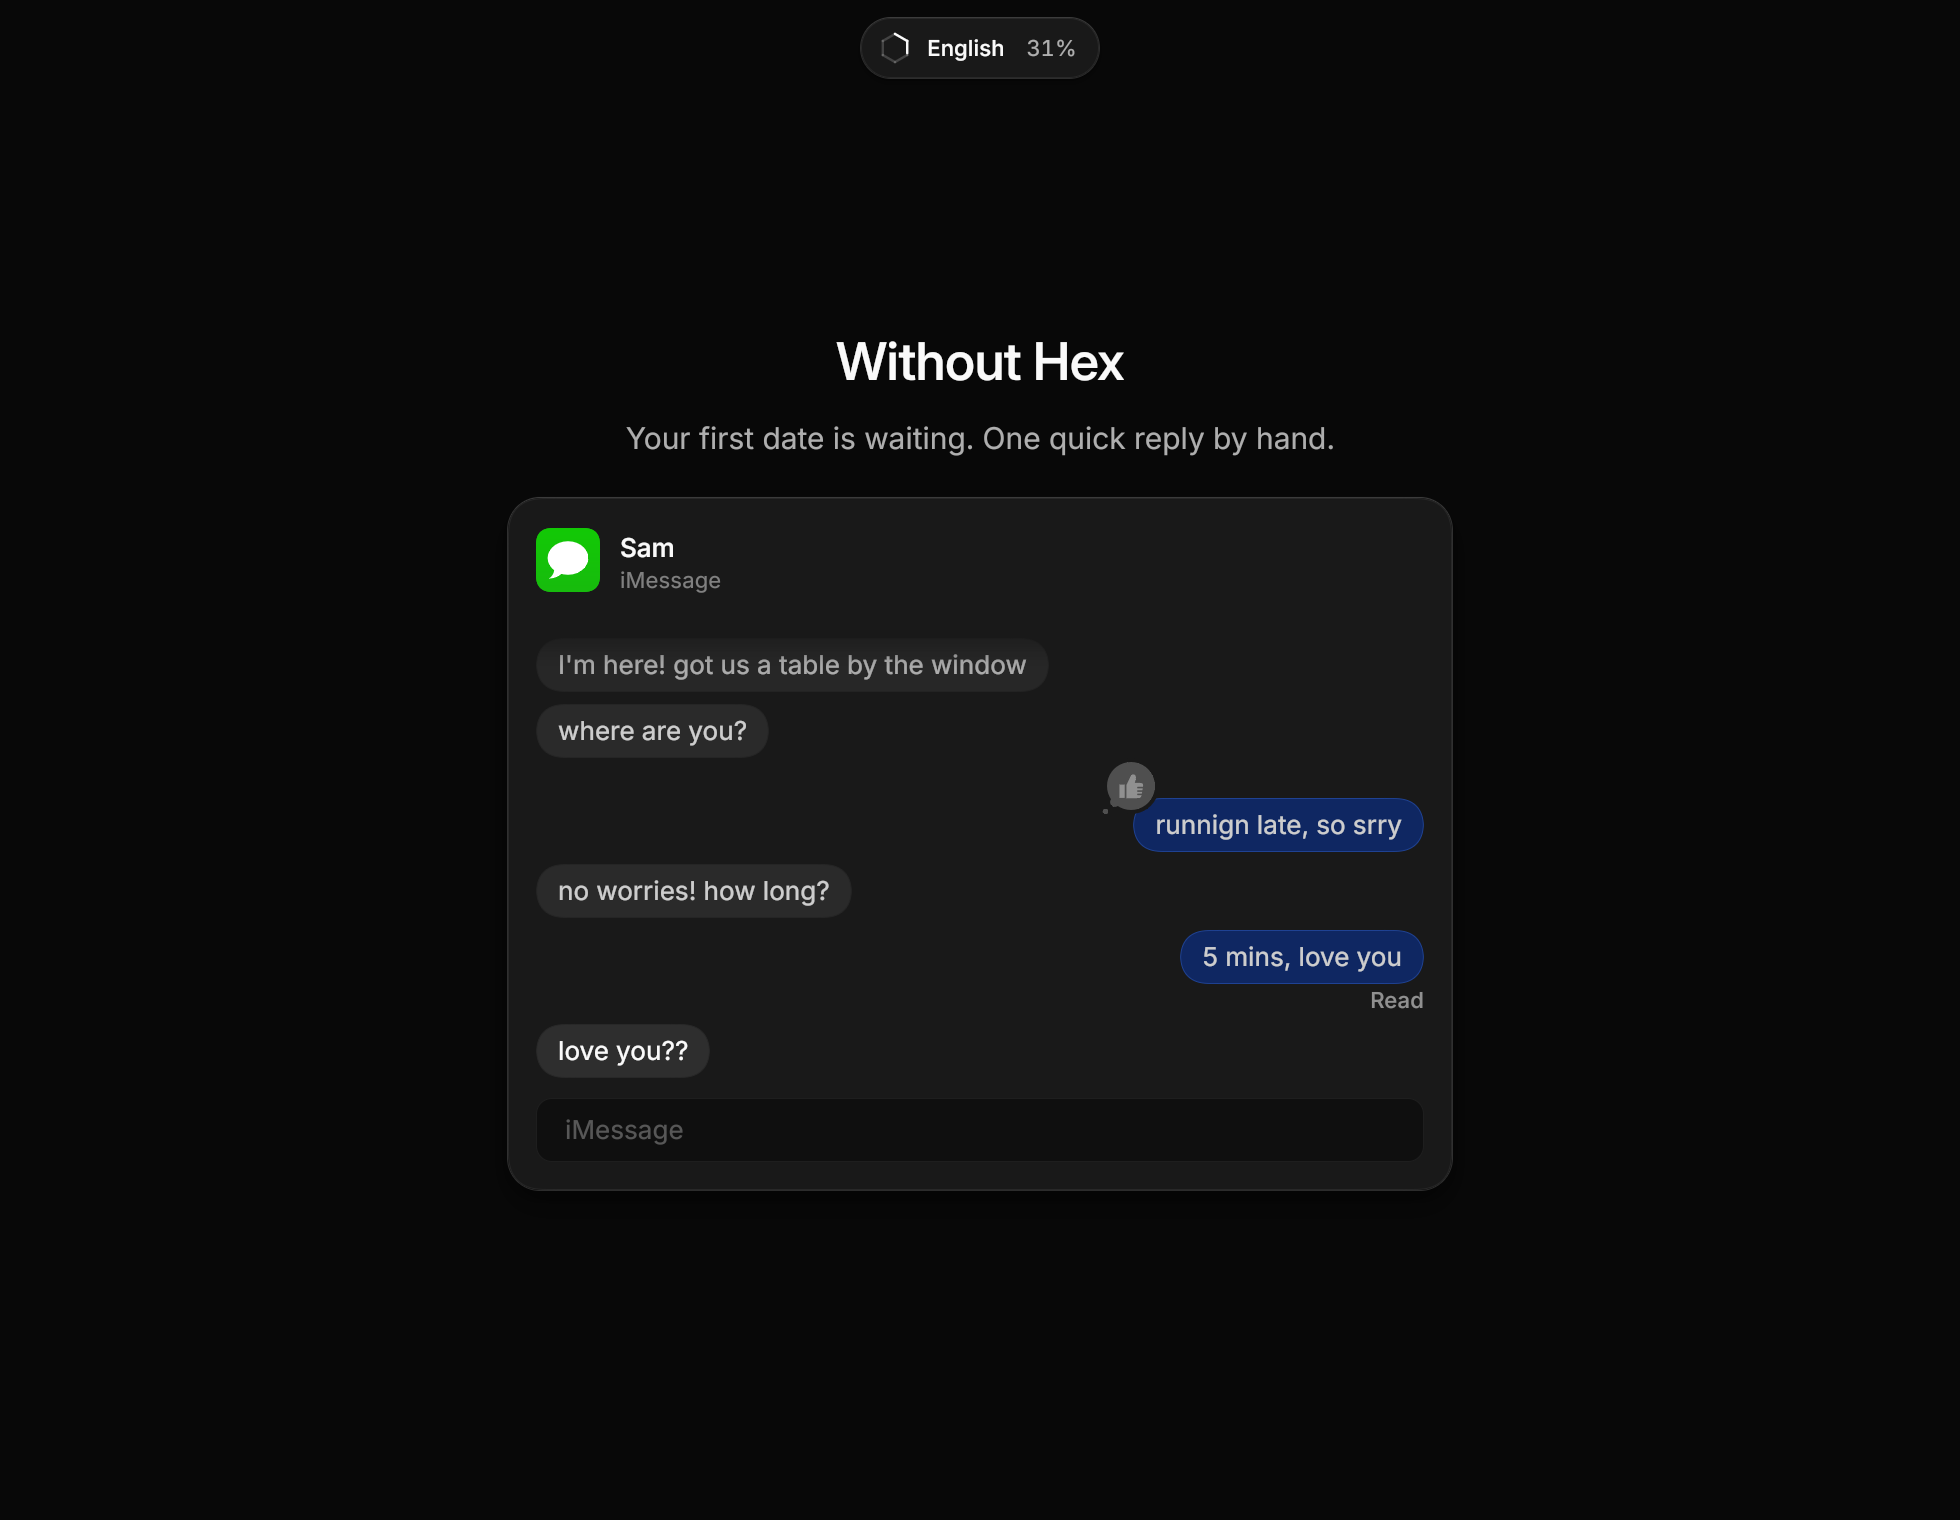 English 31%
Without Hex
Your first date is waiting. One quick reply by hand.
Sam
iMessage
I'm here! got us a table by the window
where are you?
runnign late, so srry
no worries! how long?
5 mins, love you
Read
love you??
iMessage